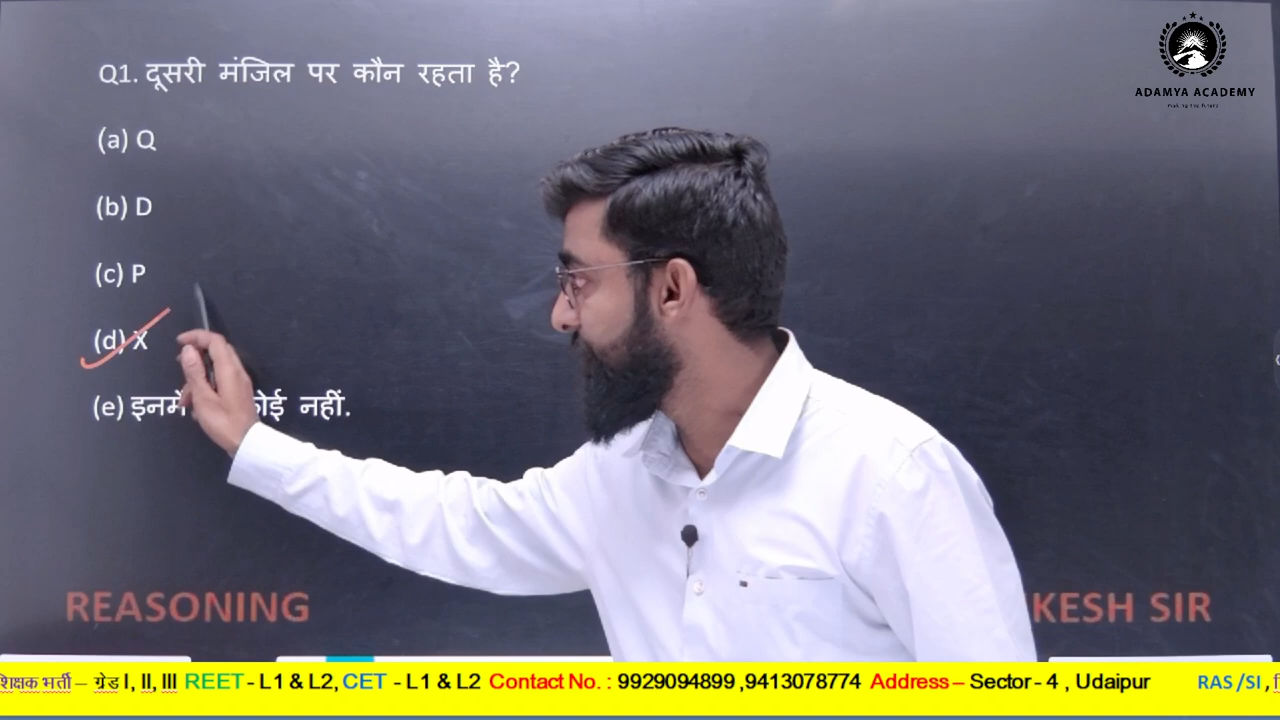 ADAMYA ACADEMY
Q1. दूसरी मंजिल पर कौन रहता है?
(a) Q
(b) D
(c) P
(d) X
(e) इनमें कोई नहीं.
REASONING
KESH SIR
शिक्षक भर्ती – ग्रेड I, II, III REET - L1 & L2, CET - L1 & L2 Contact No. : 9929094899 ,9413078774 Address – Sector - 4 , Udaipur RAS /SI ,